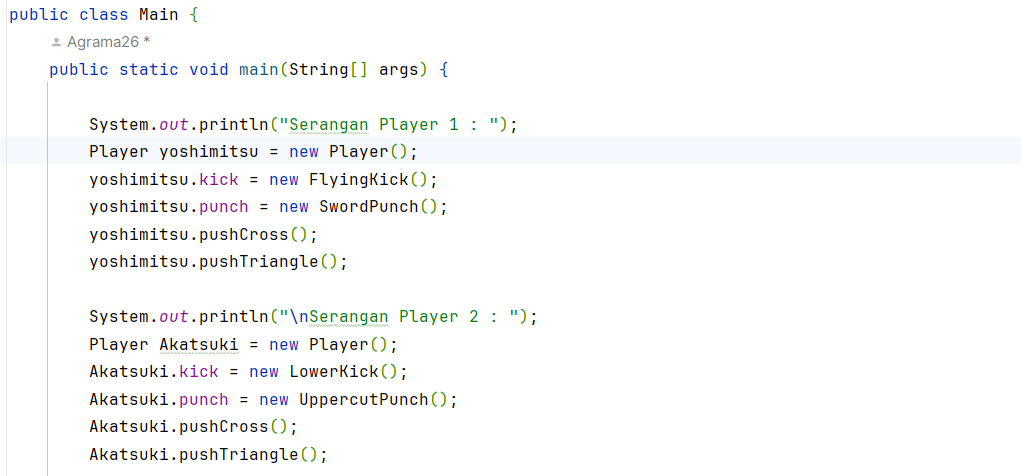 public class Main {
Agrama26 *
public static void main(String[] args) {
System.out.println("Serangan Player 1 : ");
Player yoshimitsu = new Player();
yoshimitsu.kick = new FlyingKick();
yoshimitsu.punch = new SwordPunch();
yoshimitsu.pushCross();
yoshimitsu.pushTriangle();
System.out.println("\nSerangan Player 2 : ");
Player Akatsuki = new Player();
Akatsuki.kick = new LowerKick();
Akatsuki.punch = new UppercutPunch();
Akatsuki.pushCross();
Akatsuki.pushTriangle();